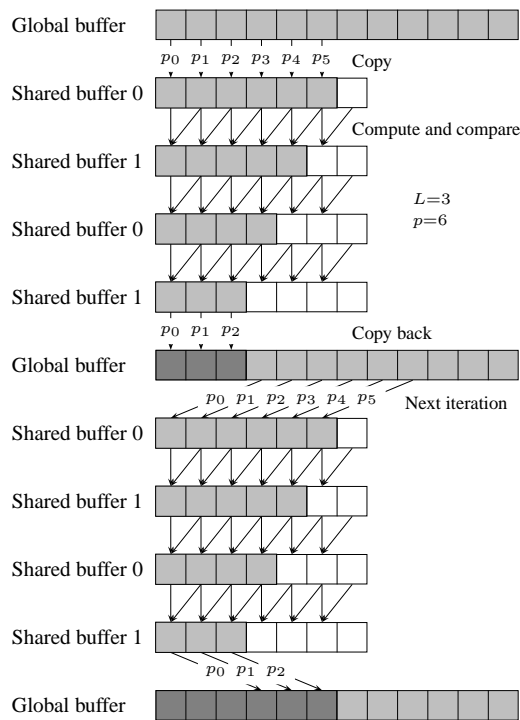 Global buffer
p0 p1 p2 p3 p4 p5 Copy
Shared buffer 0
Compute and compare
Shared buffer 1
L=3
p=6
Shared buffer 0
Shared buffer 1
p0 p1 p2 Copy back
Global buffer
p0 p1 p2 p3 p4 p5 Next iteration
Shared buffer 0
Shared buffer 1
Shared buffer 0
Shared buffer 1
p0 p1 p2
Global buffer